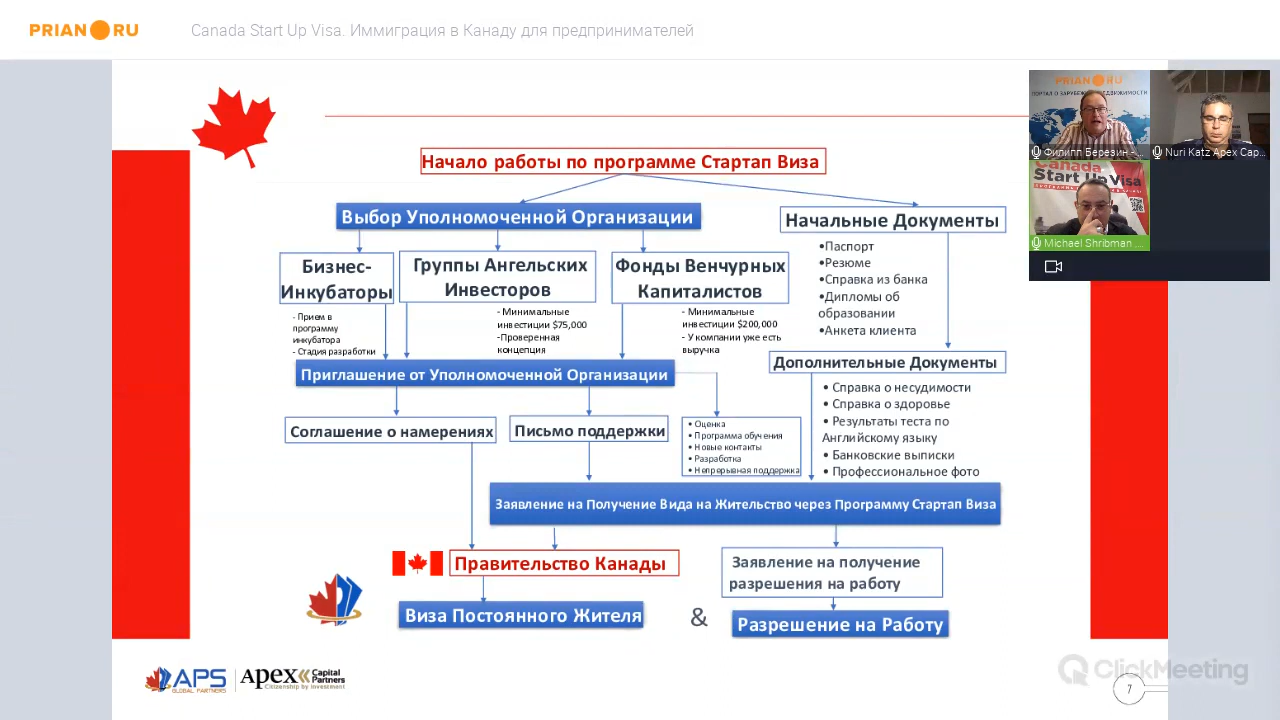 PRIAN RU
Canada Start Up Visa. Иммиграция в Канаду для предпринимателей
PRIAN RU
ПОРТАЛ О ЗАРУБЕЖНОЙ НЕДВИЖИМОСТИ
Филипп Березин - ...
Nuri Katz Apex Cap...
Canada
Start Up Visa
Michael Shribman ...
Начало работы по программе Стартап Виза
Выбор Уполномоченной Организации
Начальные Документы
Бизнес-
Инкубаторы
Группы Ангельских
Инвесторов
Фонды Венчурных
Капиталистов
•Паспорт
•Резюме
•Справка из банка
•Дипломы об
образовании
•Анкета клиента
- Прием в
программу
инкубатора
- Стадия разработки
- Минимальные
инвестиции $75,000
-Проверенная
концепция
- Минимальные
инвестиции $200,000
- У компании уже есть
выручка
Дополнительные Документы
Приглашение от Уполномоченной Организации
• Справка о несудимости
• Справка о здоровье
• Результаты теста по
Английскому языку
• Банковские выписки
• Профессиональное фото
Соглашение о намерениях
Письмо поддержки
• Оценка
• Программа обучения
• Новые контакты
• Разработка
• Непрерывная поддержка
Заявление на Получение Вида на Жительство через Программу Стартап Виза
Правительство Канады
Заявление на получение
разрешения на работу
Виза Постоянного Жителя
&
Разрешение на Работу
APS
GLOBAL PARTNERS
APEX Capital Partners
Citizenship by Investment
ClickMeeting
7